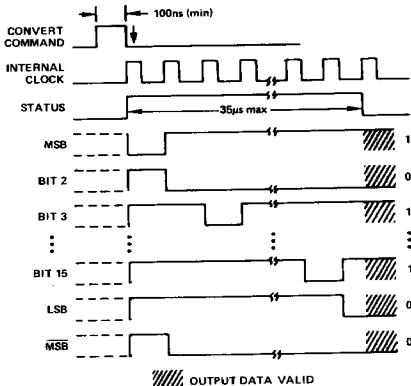 100ns (min)
CONVERT
COMMAND
INTERNAL
CLOCK
STATUS
35µs max
MSB
1
BIT 2
0
BIT 3
1
BIT 15
1
LSB
0
MSB
0
OUTPUT DATA VALID